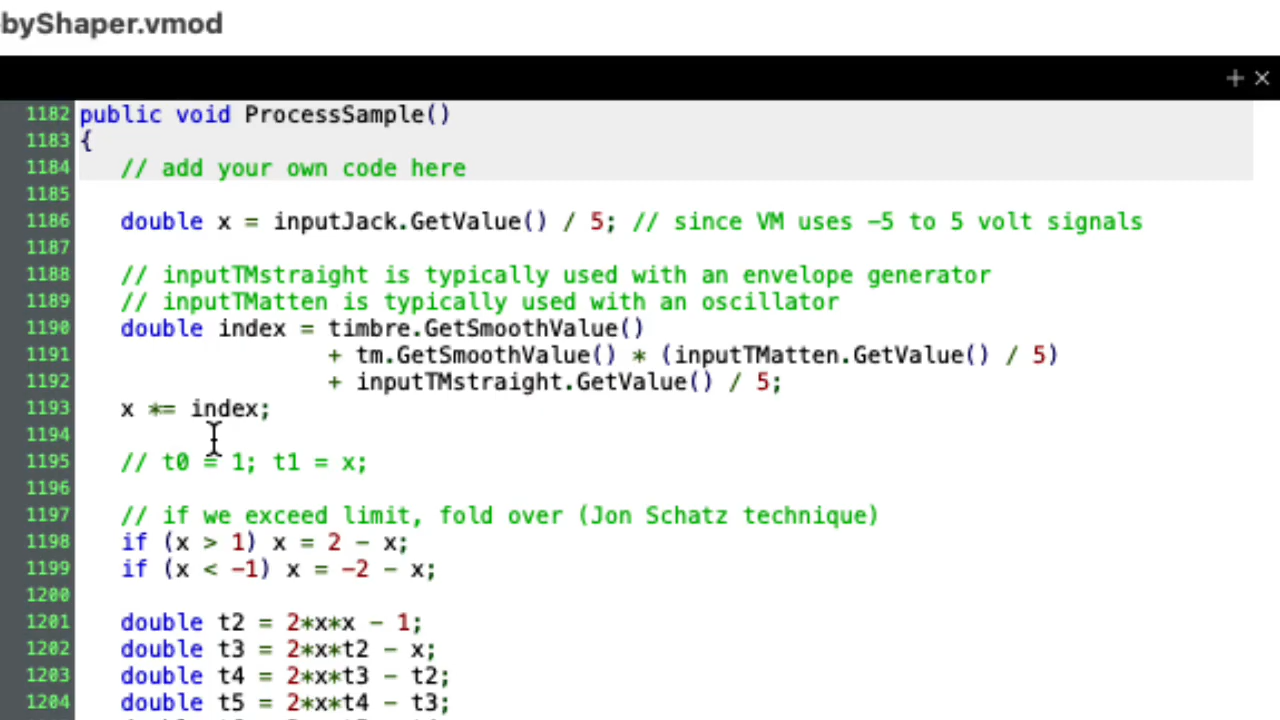 byShaper.vmod
1182 public void ProcessSample()
1183 {
1184 // add your own code here
1185
1186 double x = inputJack.GetValue() / 5; // since VM uses -5 to 5 volt signals
1187
1188 // inputTMstraight is typically used with an envelope generator
1189 // inputTMatten is typically used with an oscillator
1190 double index = timbre.GetSmoothValue()
1191 + tm.GetSmoothValue() * (inputTMatten.GetValue() / 5)
1192 + inputTMstraight.GetValue() / 5;
1193 x *= index;
1194
1195 // t0 = 1; t1 = x;
1196
1197 // if we exceed limit, fold over (Jon Schatz technique)
1198 if (x > 1) x = 2 - x;
1199 if (x < -1) x = -2 - x;
1200
1201 double t2 = 2*x*x - 1;
1202 double t3 = 2*x*t2 - x;
1203 double t4 = 2*x*t3 - t2;
1204 double t5 = 2*x*t4 - t3;